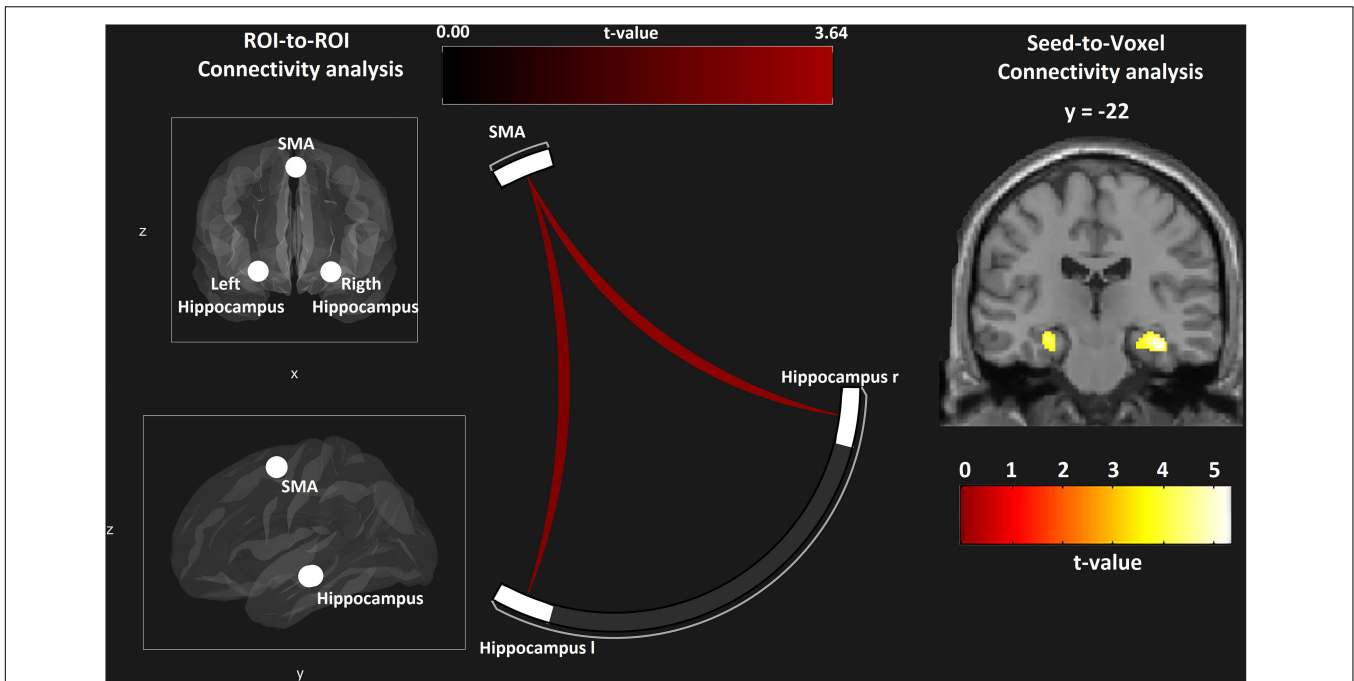 ROI-to-ROI
Connectivity analysis
0.00 t-value 3.64
Seed-to-Voxel
Connectivity analysis
y = -22
SMA
SMA
z
Left Rigth
Hippocampus Hippocampus
x
Hippocampus r
SMA
z
Hippocampus
y
Hippocampus l
0 1 2 3 4 5
t-value